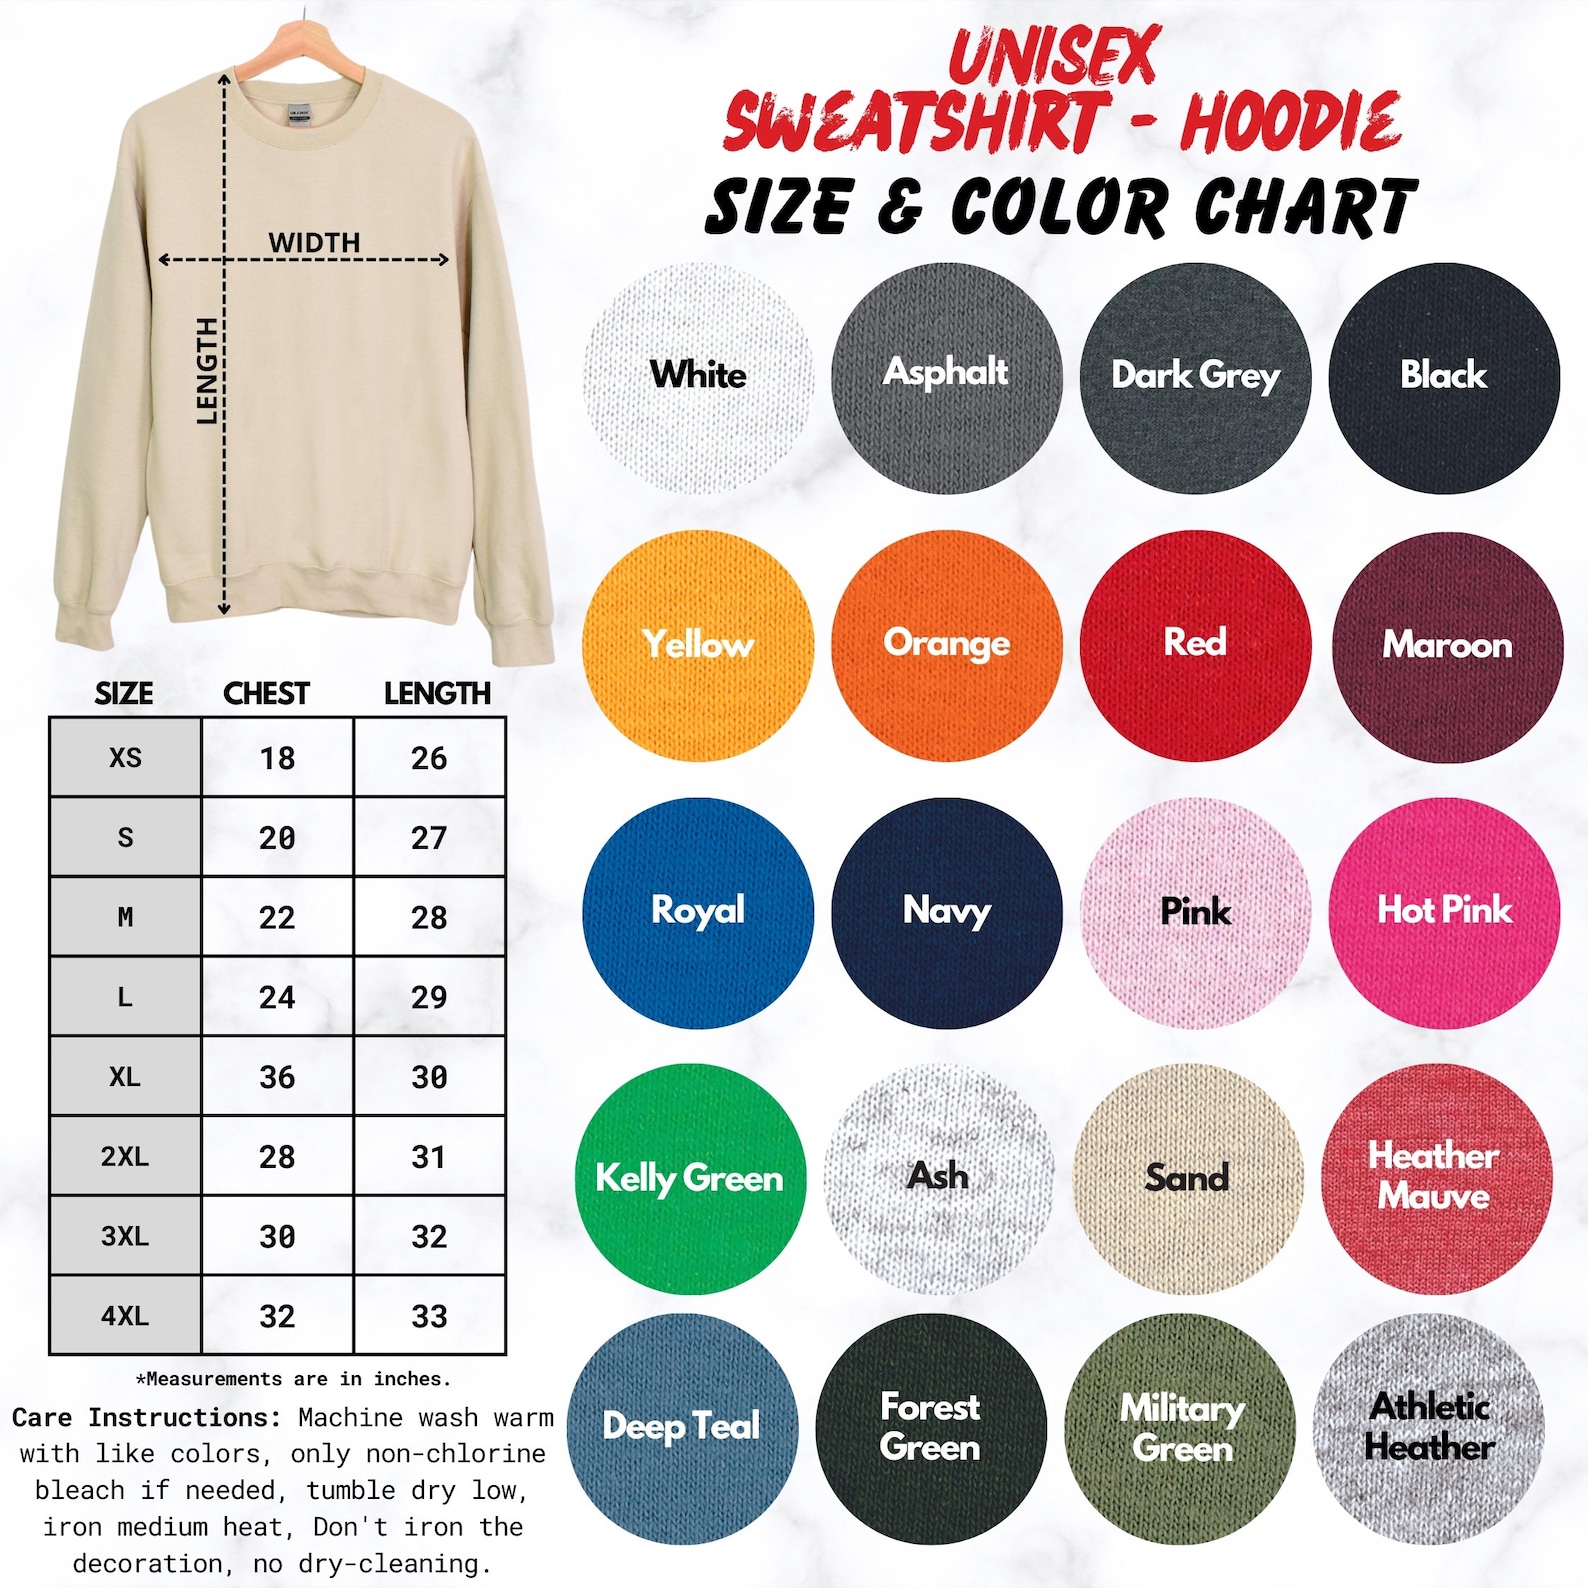 UNISEX
SWEATSHIRT - HOODIE
SIZE & COLOR CHART
GILDAN
WIDTH
LENGTH
SIZE CHEST LENGTH
XS 18 26
S 20 27
M 22 28
L 24 29
XL 36 30
2XL 28 31
3XL 30 32
4XL 32 33
*Measurements are in inches.
Care Instructions: Machine wash warm
with like colors, only non-chlorine
bleach if needed, tumble dry low,
iron medium heat, Don't iron the
decoration, no dry-cleaning.
White
Asphalt
Dark Grey
Black
Yellow
Orange
Red
Maroon
Royal
Navy
Pink
Hot Pink
Kelly Green
Ash
Sand
Heather
Mauve
Deep Teal
Forest
Green
Military
Green
Athletic
Heather